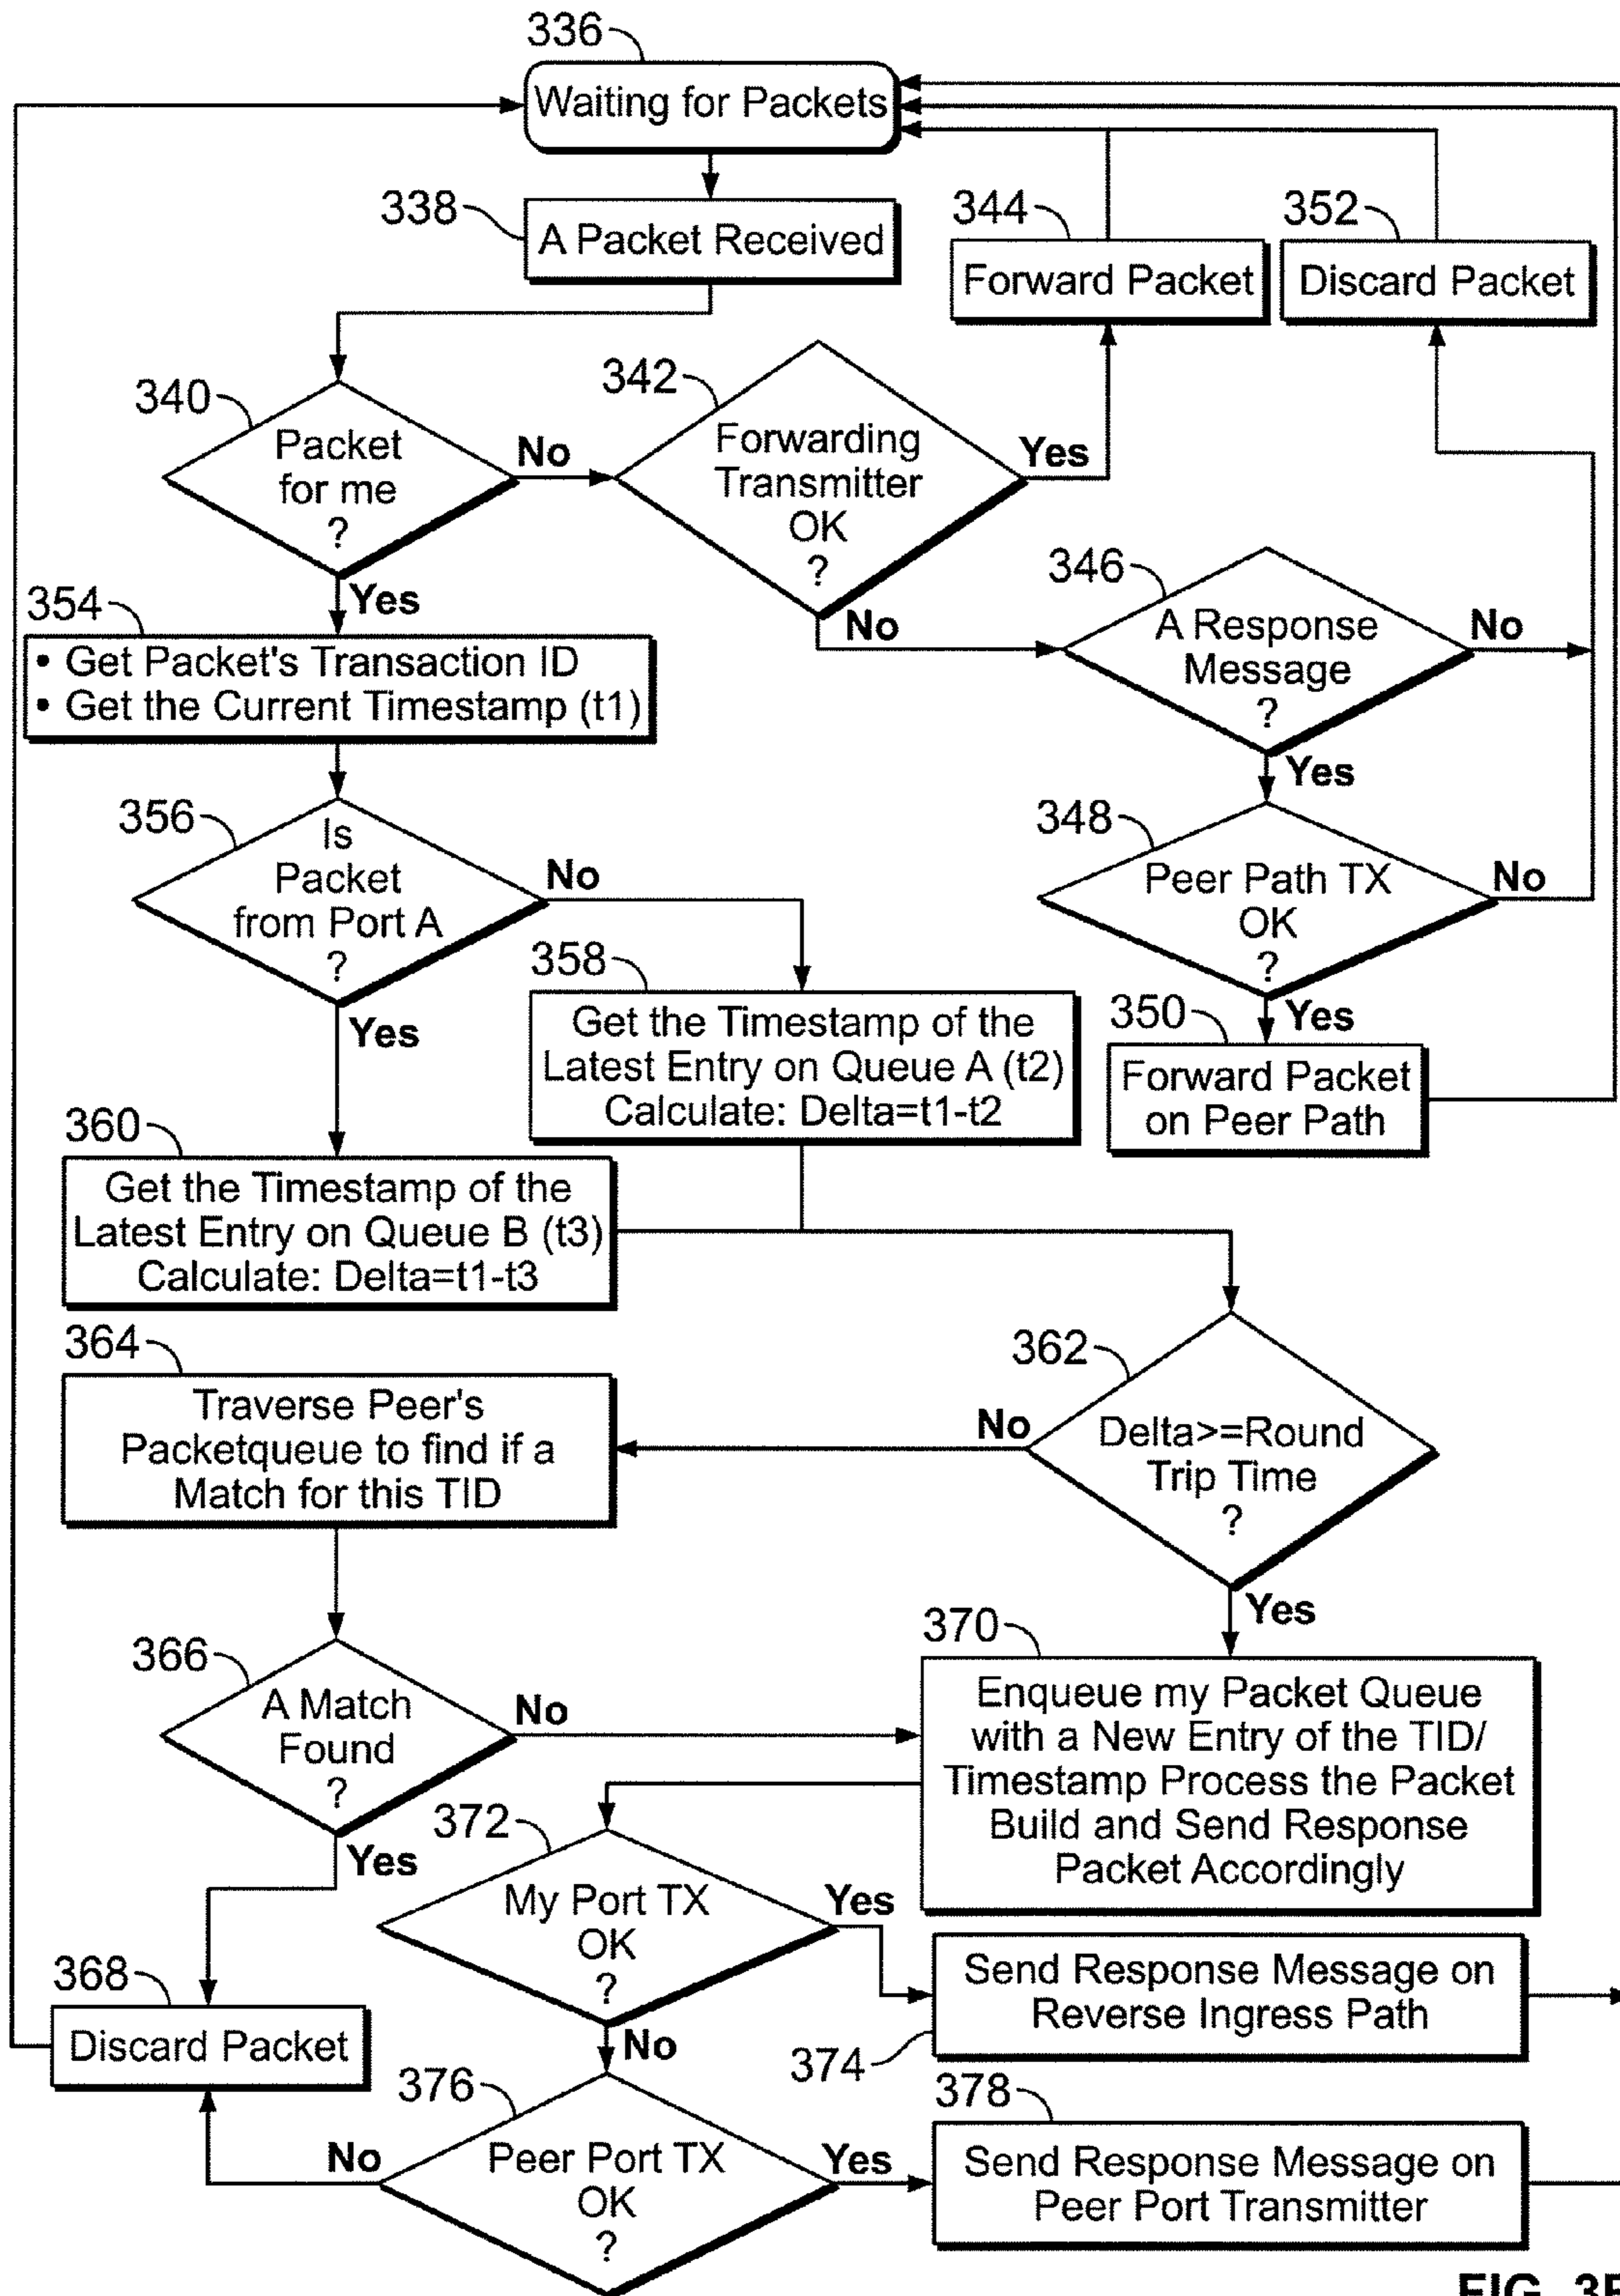 336
Waiting for Packets
338
A Packet Received
344
Forward Packet
352
Discard Packet
340
Packet
for me
?
No
Yes
342
Forwarding
Transmitter
OK
?
Yes
No
346
A Response
Message
?
No
Yes
354
• Get Packet's Transaction ID
• Get the Current Timestamp (t1)
348
Peer Path TX
OK
?
No
Yes
350
Forward Packet
on Peer Path
356
Is
Packet
from Port A
?
No
Yes
358
Get the Timestamp of the
Latest Entry on Queue A (t2)
Calculate: Delta=t1-t2
360
Get the Timestamp of the
Latest Entry on Queue B (t3)
Calculate: Delta=t1-t3
362
Delta>=Round
Trip Time
?
No
Yes
364
Traverse Peer's
Packetqueue to find if a
Match for this TID
366
A Match
Found
?
No
Yes
370
Enqueue my Packet Queue
with a New Entry of the TID/
Timestamp Process the Packet
Build and Send Response
Packet Accordingly
372
My Port TX
OK
?
Yes
No
374
Send Response Message on
Reverse Ingress Path
368
Discard Packet
376
Peer Port TX
OK
?
No
Yes
378
Send Response Message on
Peer Port Transmitter
FIG.